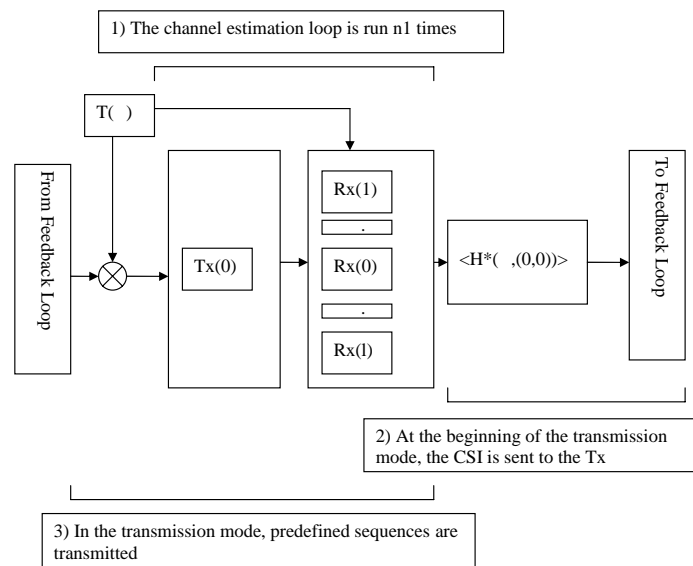 1) The channel estimation loop is run n1 times
T( )
From Feedback Loop
Tx(0)
Rx(1)
.
Rx(0)
.
Rx(l)
<H*( ,(0,0))>
To Feedback Loop
2) At the beginning of the transmission
mode, the CSI is sent to the Tx
3) In the transmission mode, predefined sequences are
transmitted